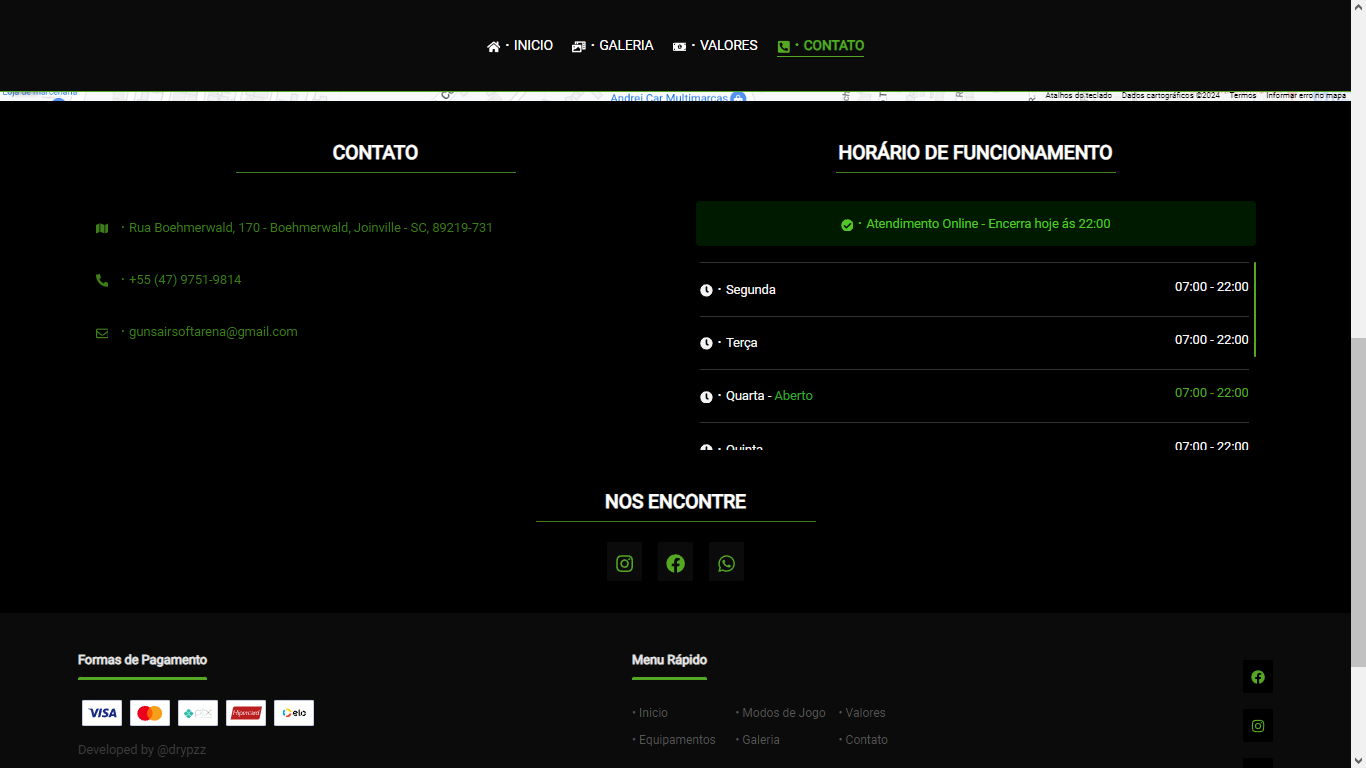 · INICIO · GALERIA · VALORES · CONTATO
Loja de marcenaria
Andrei Car Multimarcas
Atalhos do teclado Dados cartográficos ©2024 Termos Informar erro no mapa
CONTATO
· Rua Boehmerwald, 170 - Boehmerwald, Joinville - SC, 89219-731
· +55 (47) 9751-9814
· gunsairsoftarena@gmail.com
HORÁRIO DE FUNCIONAMENTO
· Atendimento Online - Encerra hoje ás 22:00
· Segunda 07:00 - 22:00
· Terça 07:00 - 22:00
· Quarta - Aberto 07:00 - 22:00
· Quinta 07:00 - 22:00
NOS ENCONTRE
Formas de Pagamento
VISA pix Hipercard elo
Developed by @drypzz
Menu Rápido
· Inicio · Modos de Jogo · Valores
· Equipamentos · Galeria · Contato